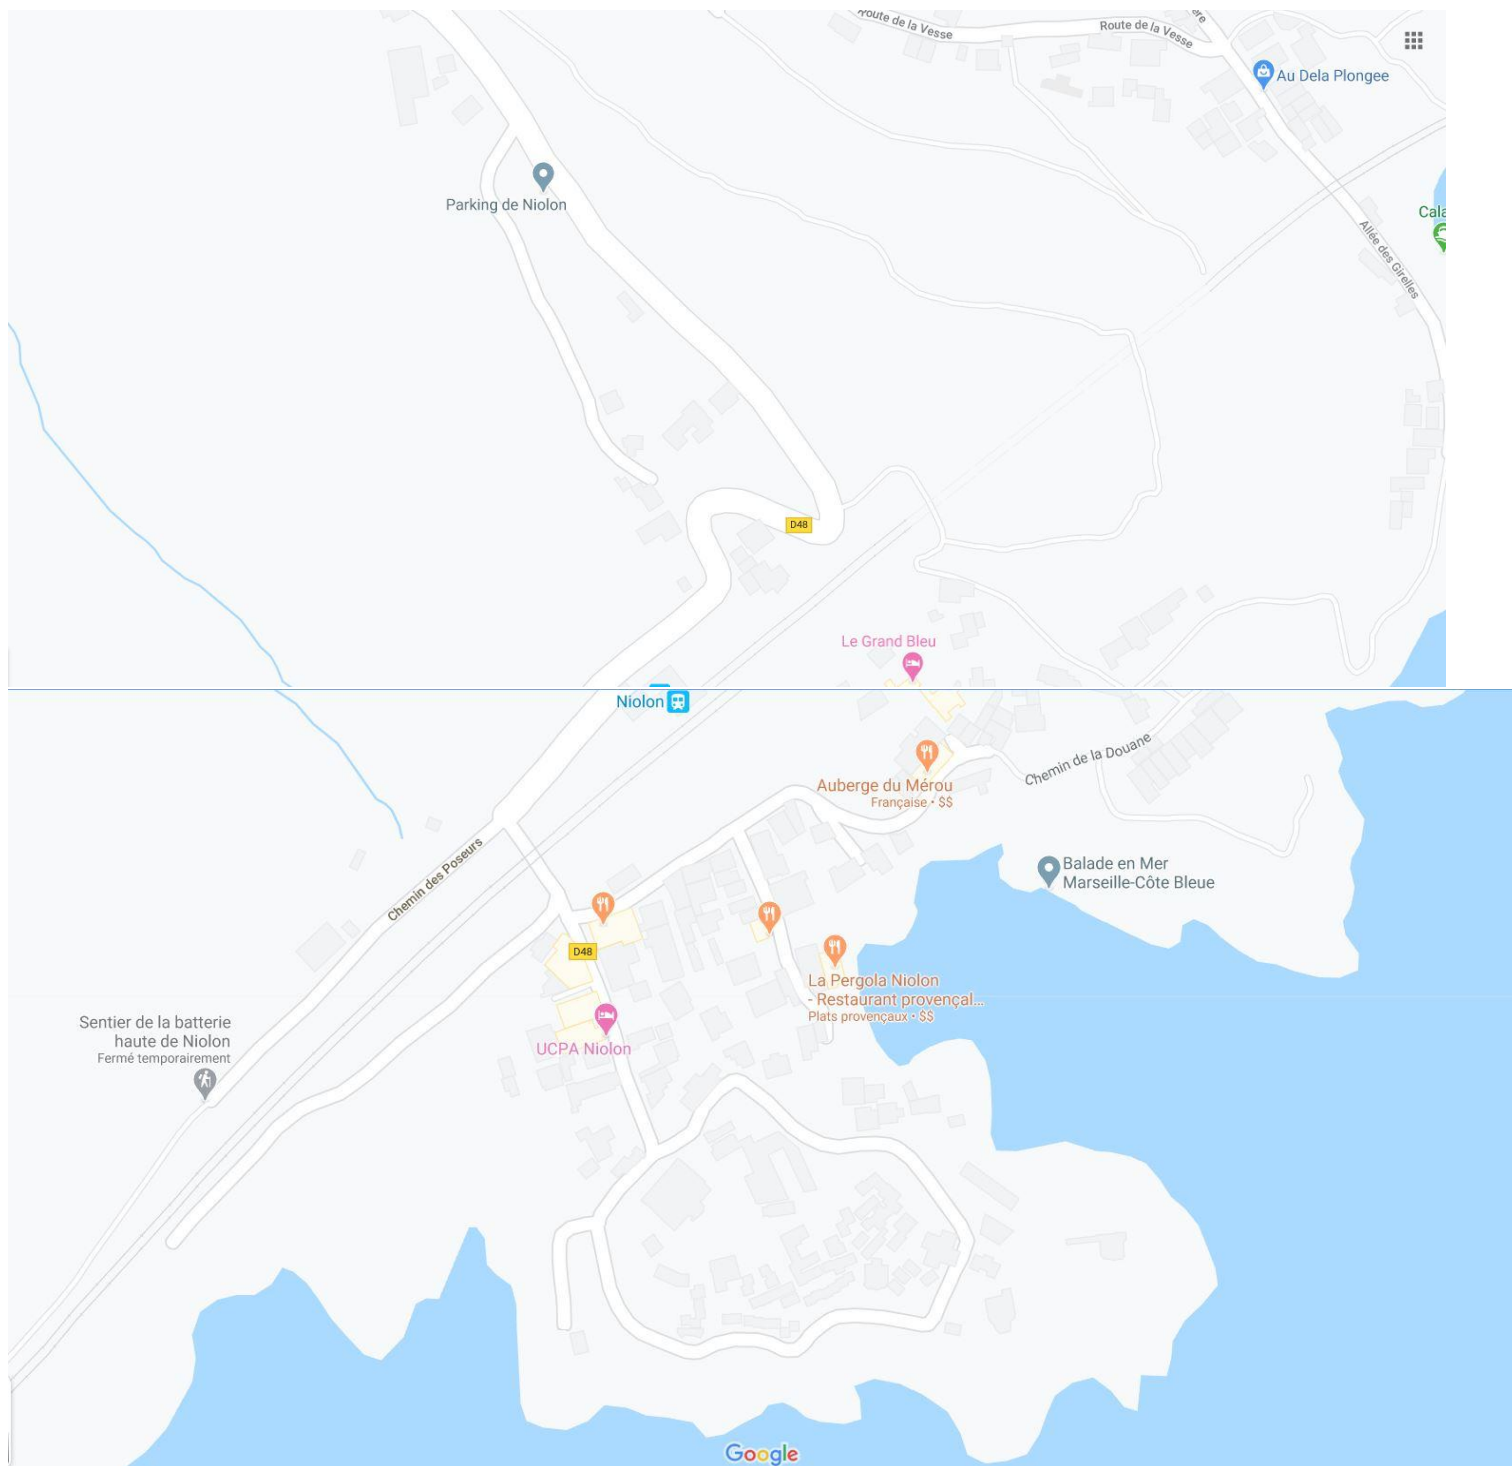 Route de la Vesse
Route de la Vesse
Au Dela Plongee
Parking de Niolon
Allée des Girelles
D48
Le Grand Bleu
Niolon
Chemin de la Douane
Auberge du Mérou
Française • $$
Chemin des Poseurs
Balade en Mer
Marseille-Côte Bleue
D48
La Pergola Niolon
- Restaurant provençal...
Plats provençaux • $$
Sentier de la batterie
haute de Niolon
Fermé temporairement
UCPA Niolon
Google